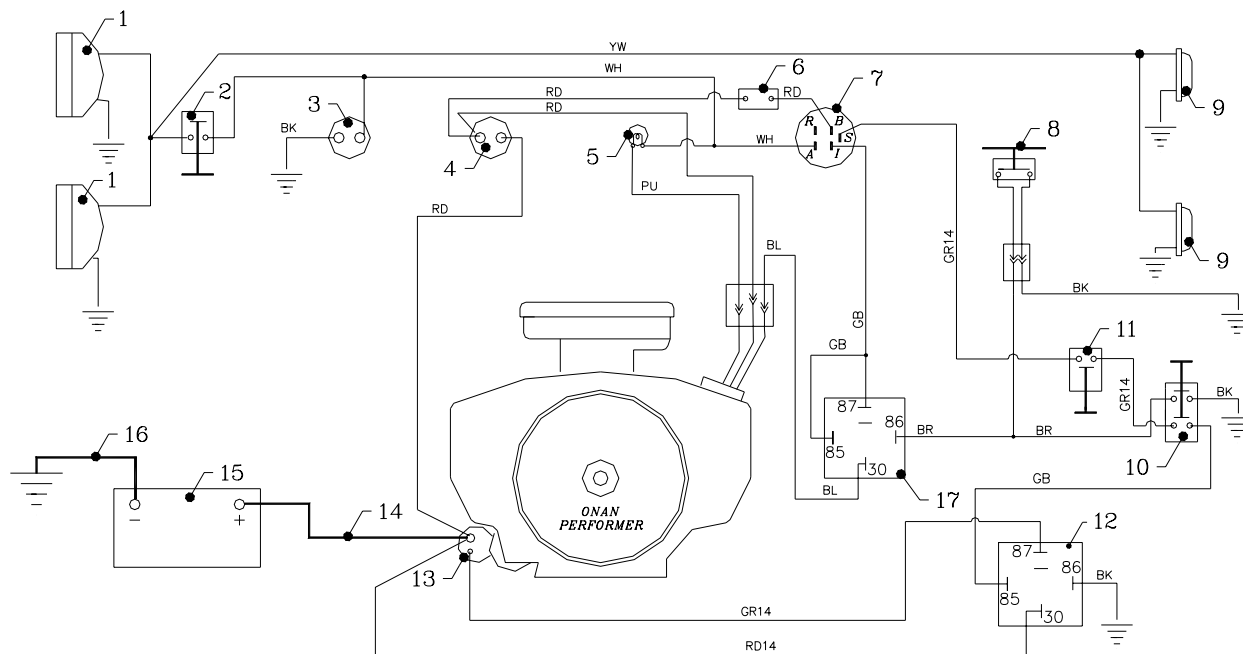 1
YW
WH
2
RD
6
RD
7
RD
R
B
S
A
I
3
BK
4
5
WH
8
9
1
PU
RD
BL
GR14
9
GB
BK
11
GB
GR14
87
86
85
30
BR
BR
BK
10
16
15
-
+
14
BL
17
GB
ONAN
PERFORMER
12
13
87
86
85
30
BK
GR14
RD14